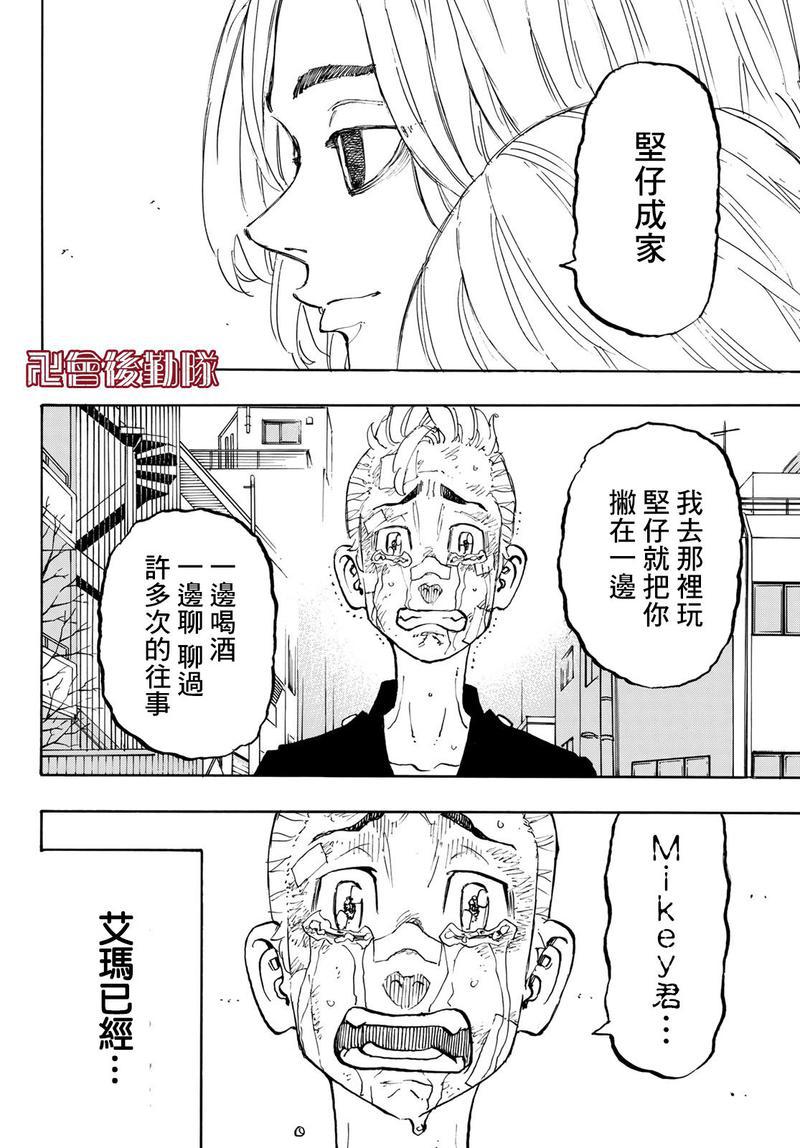 堅仔成家
卍會後勤隊
我去那裡玩
堅仔就把你
撇在一邊
一邊喝酒
一邊聊 聊過
許多次的往事
Mikey君…
艾瑪已經…